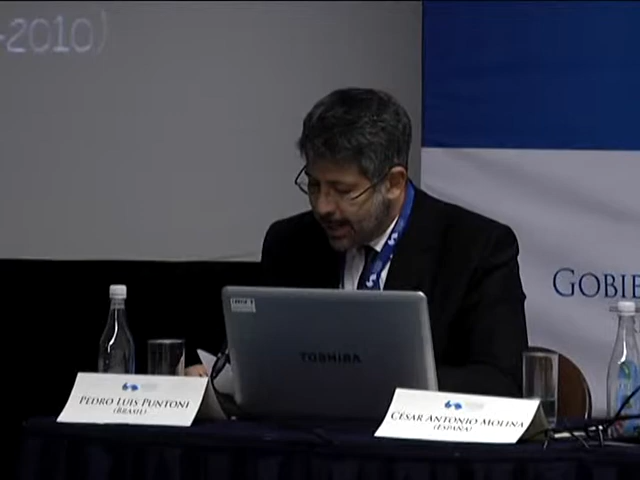 -2010)
GOBIE
TOSHIBA
PEDRO LUIS PUNTONI
(BRASIL)
CÉSAR ANTONIO MOLINA
(ESPAÑA)